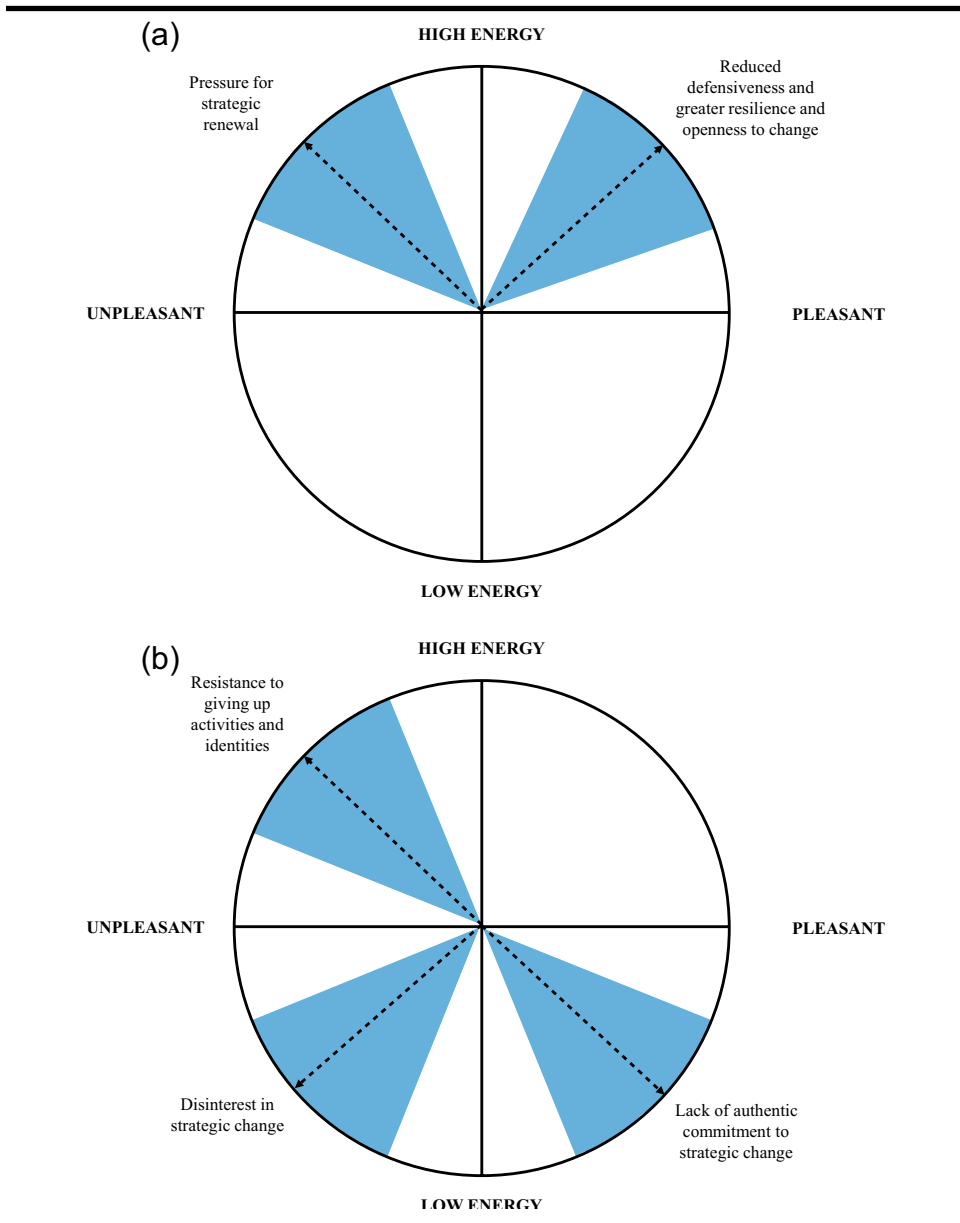 (a)
HIGH ENERGY
Pressure for
strategic
renewal
Reduced
defensiveness and
greater resilience and
openness to change
UNPLEASANT
PLEASANT
LOW ENERGY
(b)
HIGH ENERGY
Resistance to
giving up
activities and
identities
UNPLEASANT
PLEASANT
Disinterest in
strategic change
Lack of authentic
commitment to
strategic change
LOW ENERGY